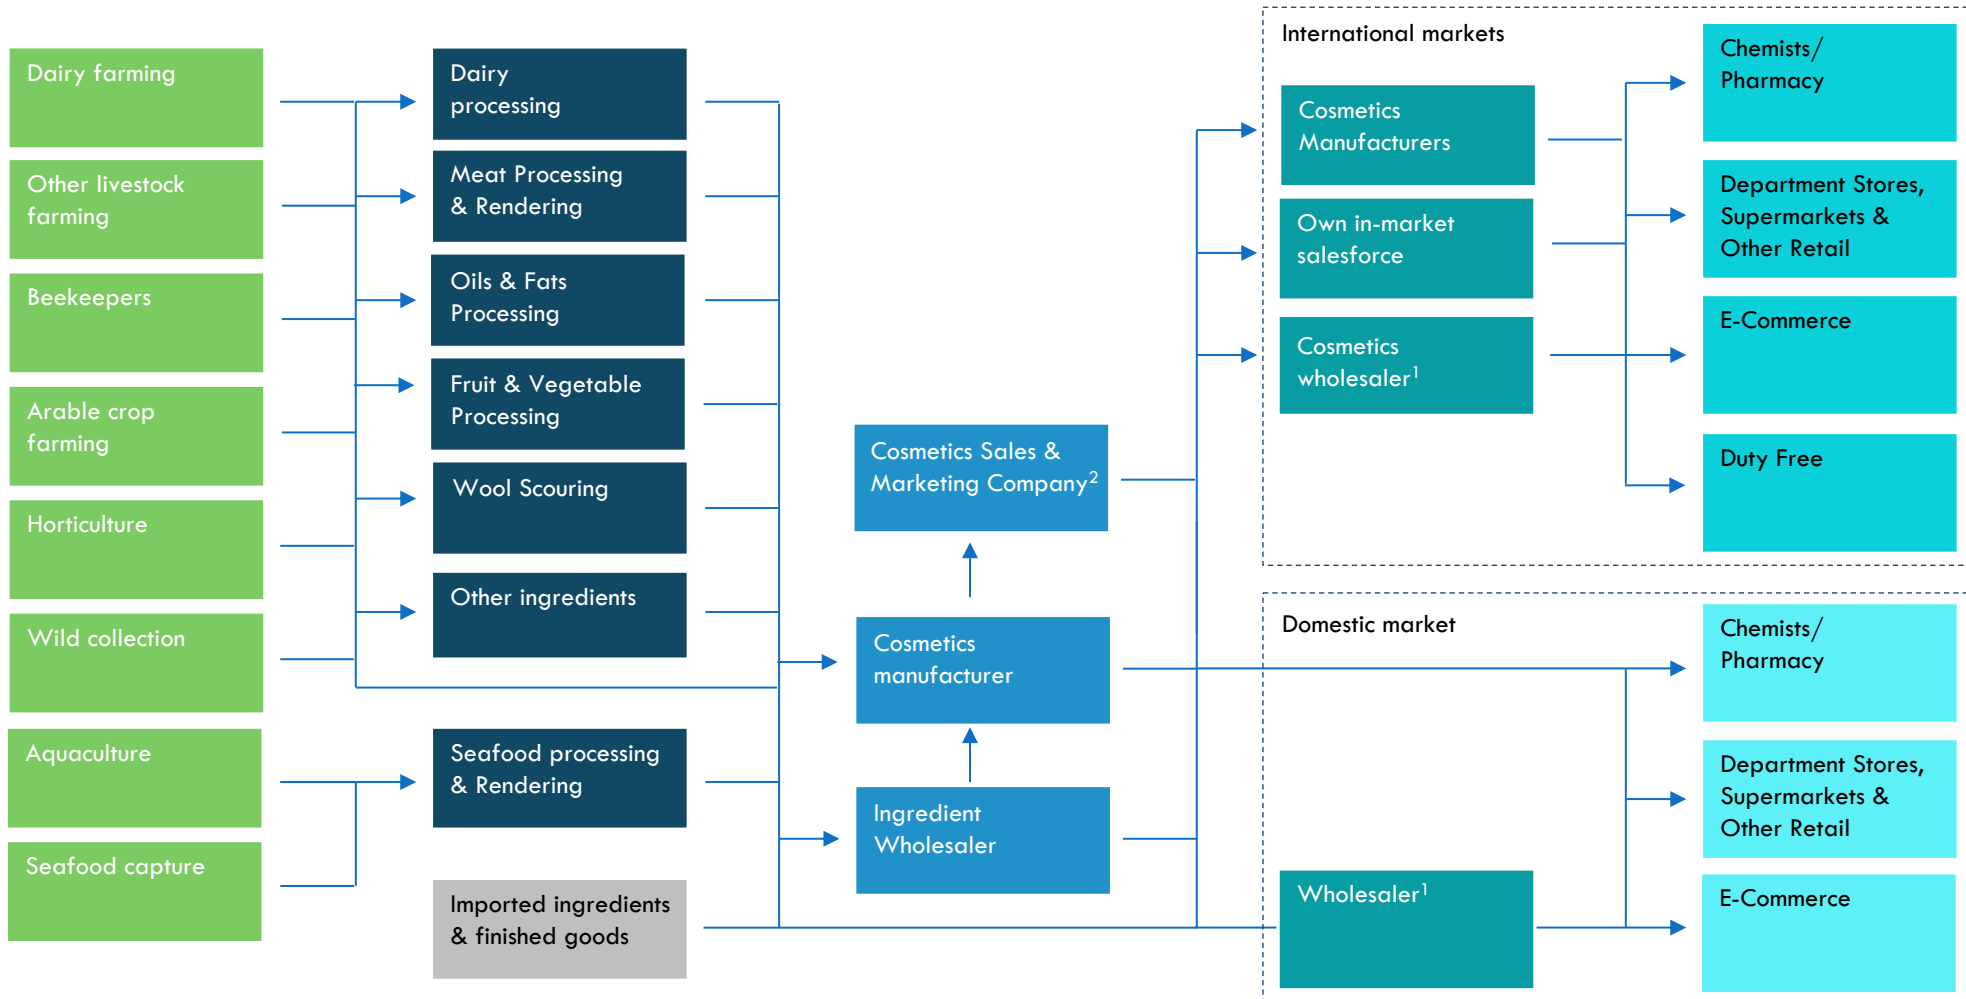 Dairy farming
Other livestock
farming
Beekeepers
Arable crop
farming
Horticulture
Wild collection
Aquaculture
Seafood capture
Dairy
processing
Meat Processing
& Rendering
Oils & Fats
Processing
Fruit & Vegetable
Processing
Wool Scouring
Other ingredients
Seafood processing
& Rendering
Imported ingredients
& finished goods
Cosmetics Sales &
Marketing Company²
Cosmetics
manufacturer
Ingredient
Wholesaler
International markets
Cosmetics
Manufacturers
Own in-market
salesforce
Cosmetics
wholesaler¹
Chemists/
Pharmacy
Department Stores,
Supermarkets &
Other Retail
E-Commerce
Duty Free
Domestic market
Wholesaler¹
Chemists/
Pharmacy
Department Stores,
Supermarkets &
Other Retail
E-Commerce